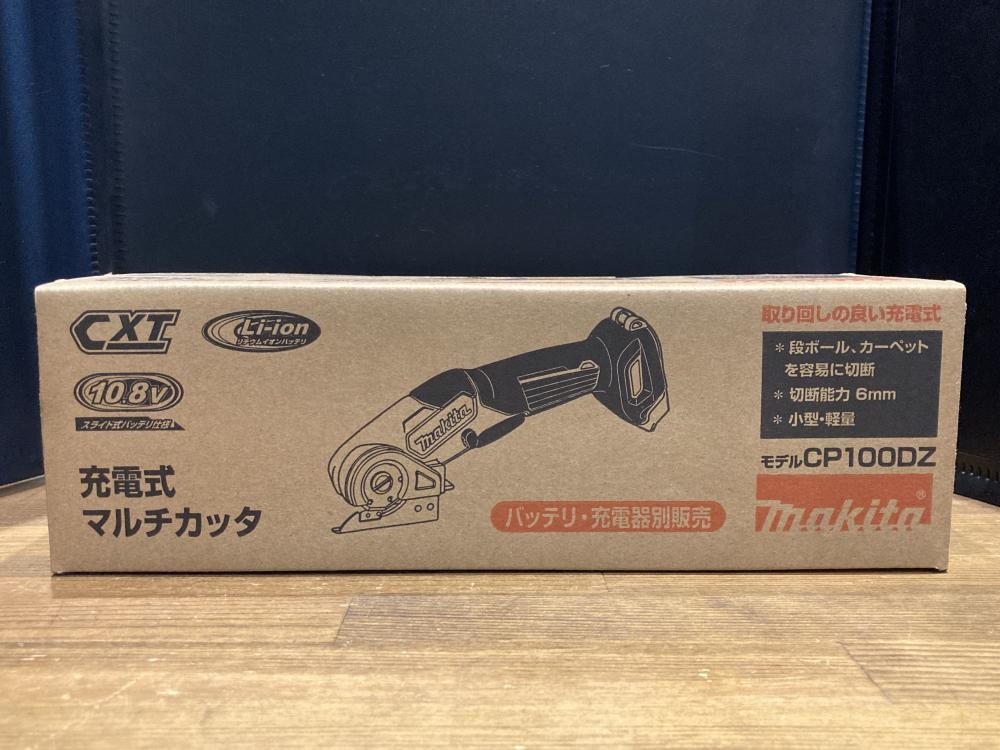 CXT
Li-ion
リチウムイオンバッテリ
10.8V
スライド式バッテリ仕様
充電式
マルチカッタ
makita
バッテリ・充電器別販売
取り回しの良い充電式
＊段ボール、カーペット
を容易に切断
＊切断能力 6mm
＊小型・軽量
モデルCP100DZ
makita®